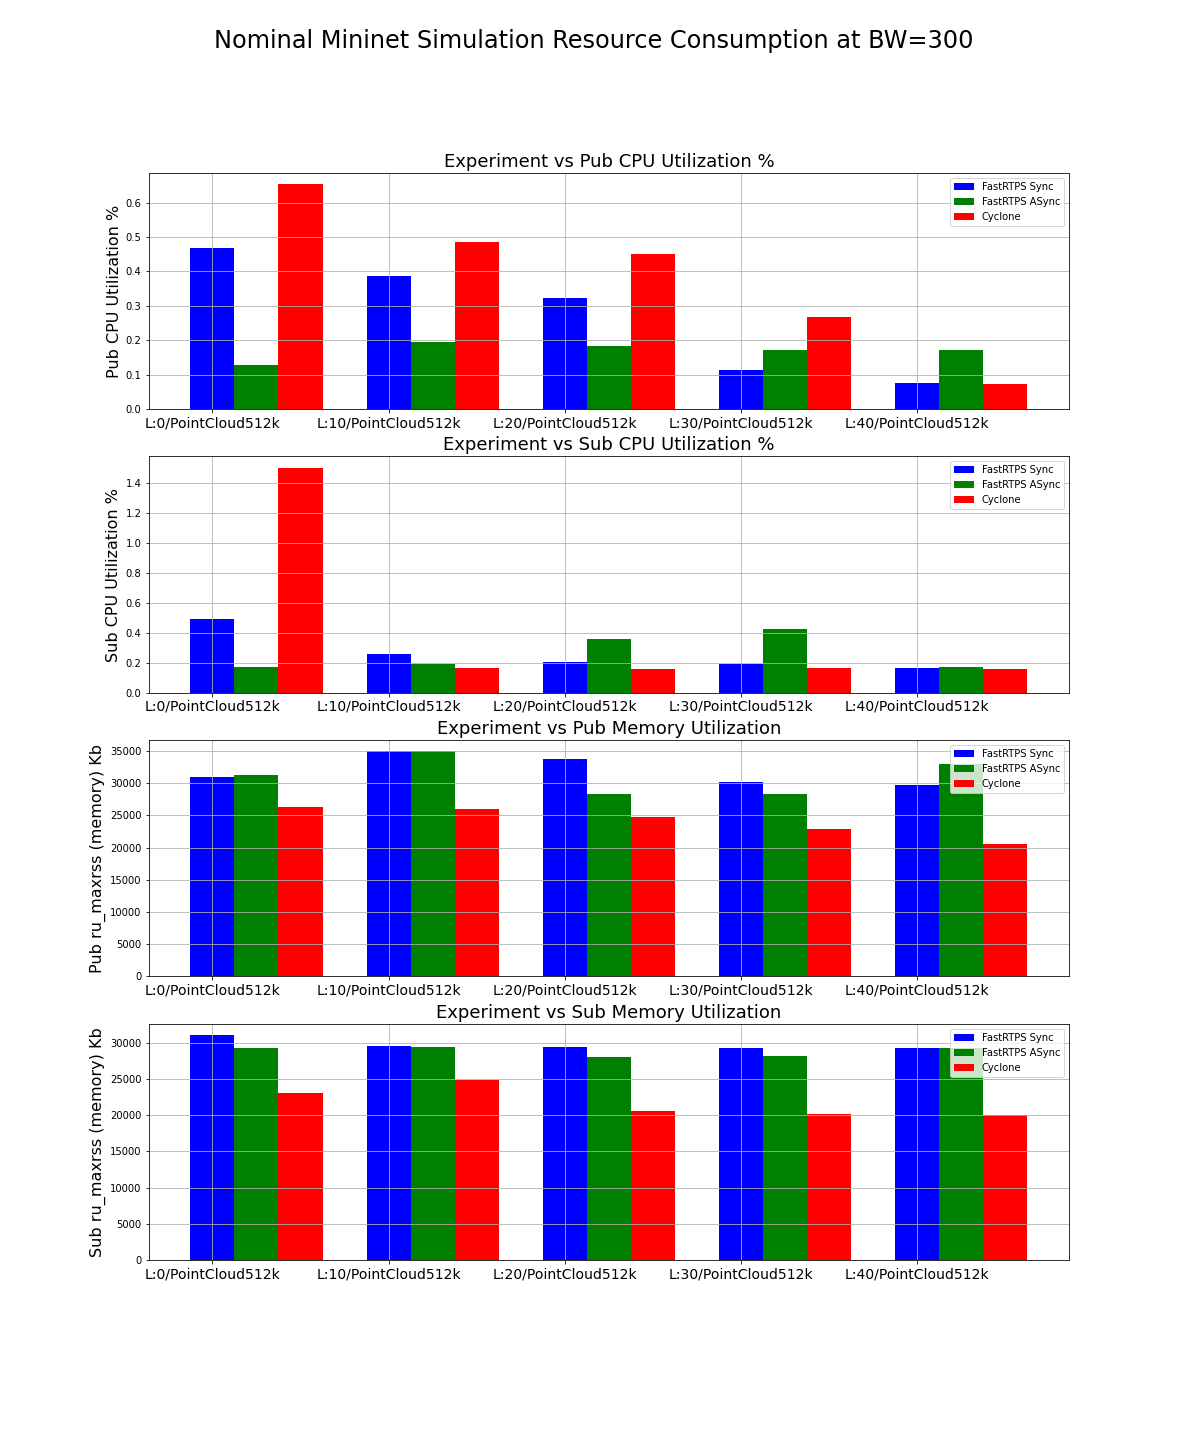 Nominal Mininet Simulation Resource Consumption at BW=300
Experiment vs Pub CPU Utilization %
Pub CPU Utilization %
0.6
0.5
0.4
0.3
0.2
0.1
0.0
FastRTPS Sync
FastRTPS ASync
Cyclone
L:0/PointCloud512k L:10/PointCloud512k L:20/PointCloud512k L:30/PointCloud512k L:40/PointCloud512k
Experiment vs Sub CPU Utilization %
Sub CPU Utilization %
1.4
1.2
1.0
0.8
0.6
0.4
0.2
0.0
FastRTPS Sync
FastRTPS ASync
Cyclone
L:0/PointCloud512k L:10/PointCloud512k L:20/PointCloud512k L:30/PointCloud512k L:40/PointCloud512k
Experiment vs Pub Memory Utilization
Pub ru_maxrss (memory) Kb
35000
30000
25000
20000
15000
10000
5000
0
FastRTPS Sync
FastRTPS ASync
Cyclone
L:0/PointCloud512k L:10/PointCloud512k L:20/PointCloud512k L:30/PointCloud512k L:40/PointCloud512k
Experiment vs Sub Memory Utilization
Sub ru_maxrss (memory) Kb
30000
25000
20000
15000
10000
5000
0
FastRTPS Sync
FastRTPS ASync
Cyclone
L:0/PointCloud512k L:10/PointCloud512k L:20/PointCloud512k L:30/PointCloud512k L:40/PointCloud512k